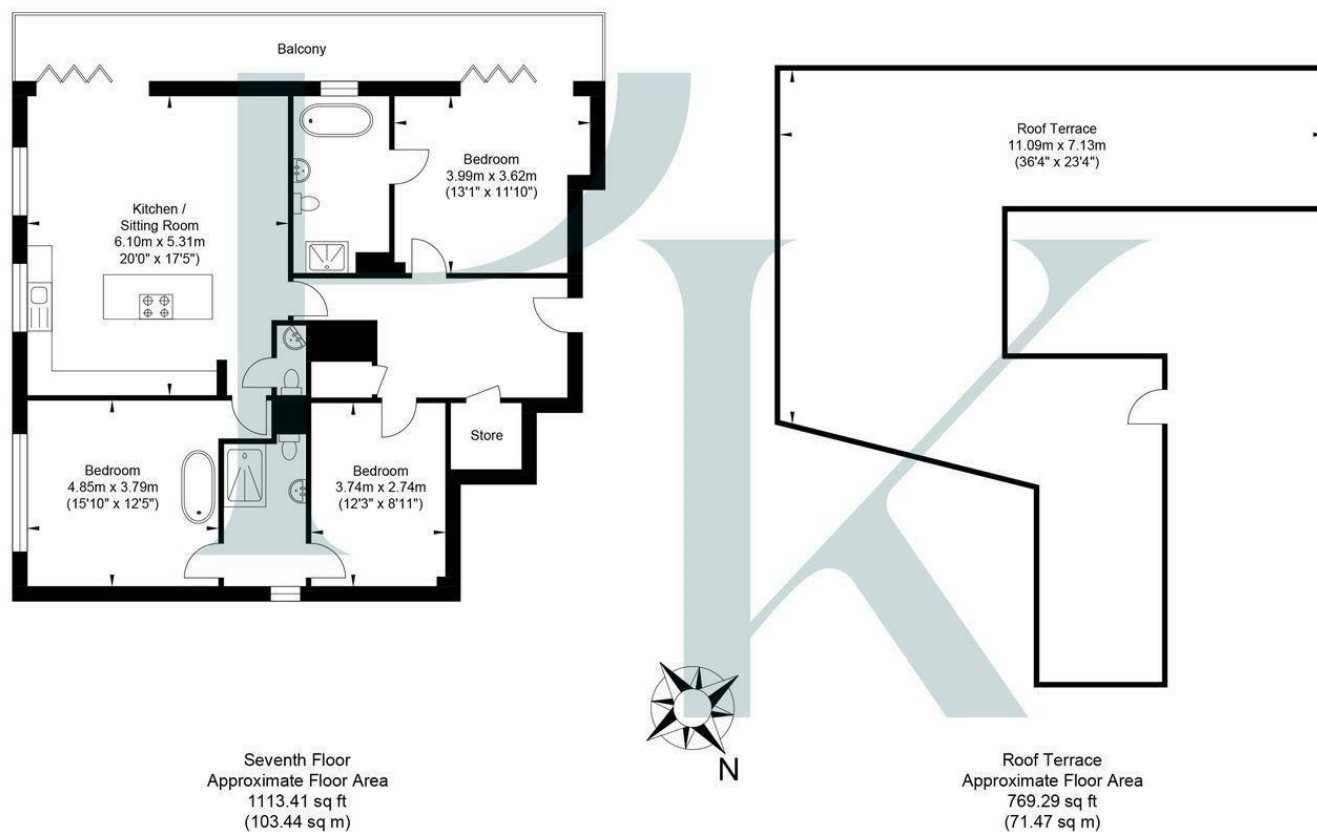 Balcony
Kitchen /
Sitting Room
6.10m x 5.31m
20'0" x 17'5")
Bedroom
3.99m x 3.62m
(13'1" x 11'10")
Bedroom
4.85m x 3.79m
(15'10" x 12'5")
Bedroom
3.74m x 2.74m
(12'3" x 8'11")
Store
Seventh Floor
Approximate Floor Area
1113.41 sq ft
(103.44 sq m)
Roof Terrace
11.09m x 7.13m
(36'4" x 23'4")
N
Roof Terrace
Approximate Floor Area
769.29 sq ft
(71.47 sq m)
JK